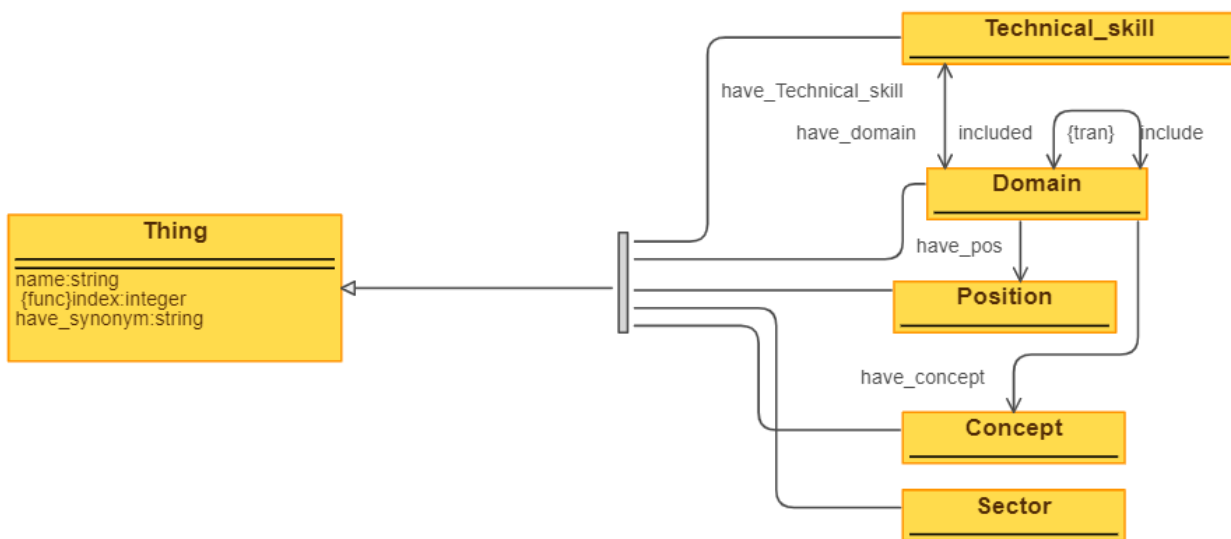 Technical_skill
have_Technical_skill
have_domain included {tran} include
Domain
Thing
have_pos
name:string
{func}index:integer
have_synonym:string
Position
have_concept
Concept
Sector